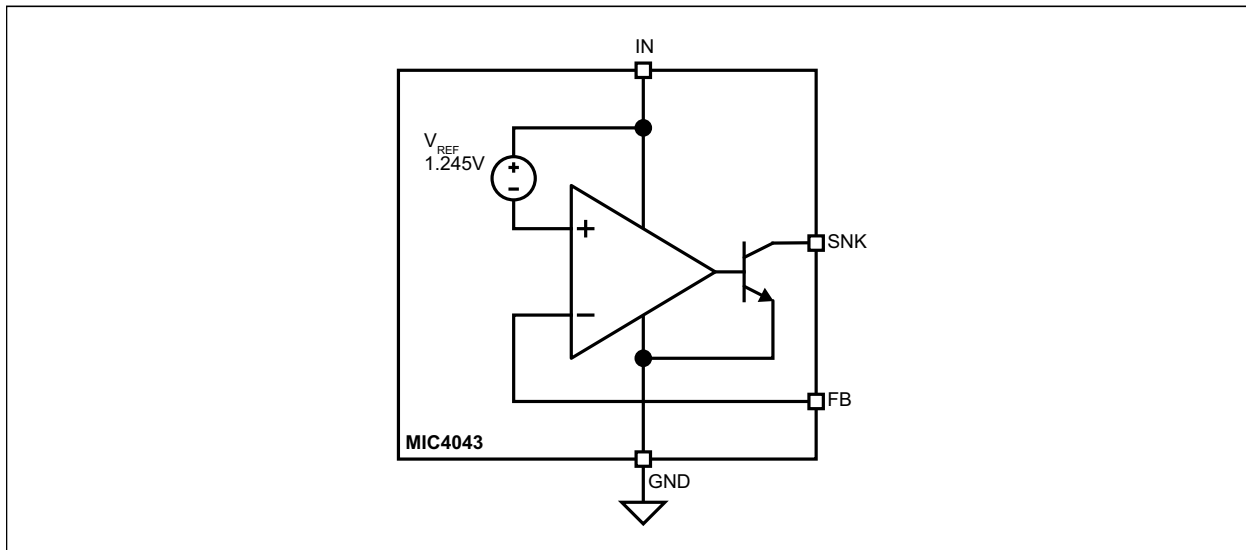 IN
V_REF
1.245V
+
−
+
−
SNK
FB
MIC4043
GND